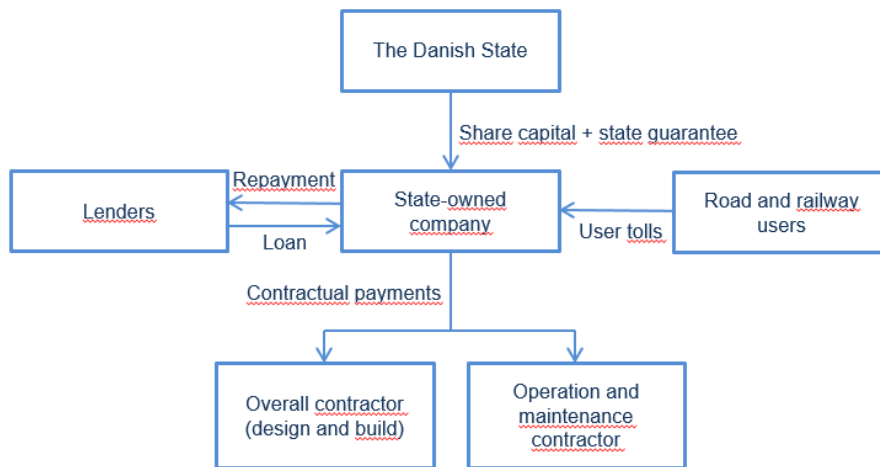 The Danish State
Share capital + state guarantee
Repayment
Lenders
State-owned
company
Road and railway
users
Loan
User tolls
Contractual payments
Overall contractor
(design and build)
Operation and
maintenance
contractor